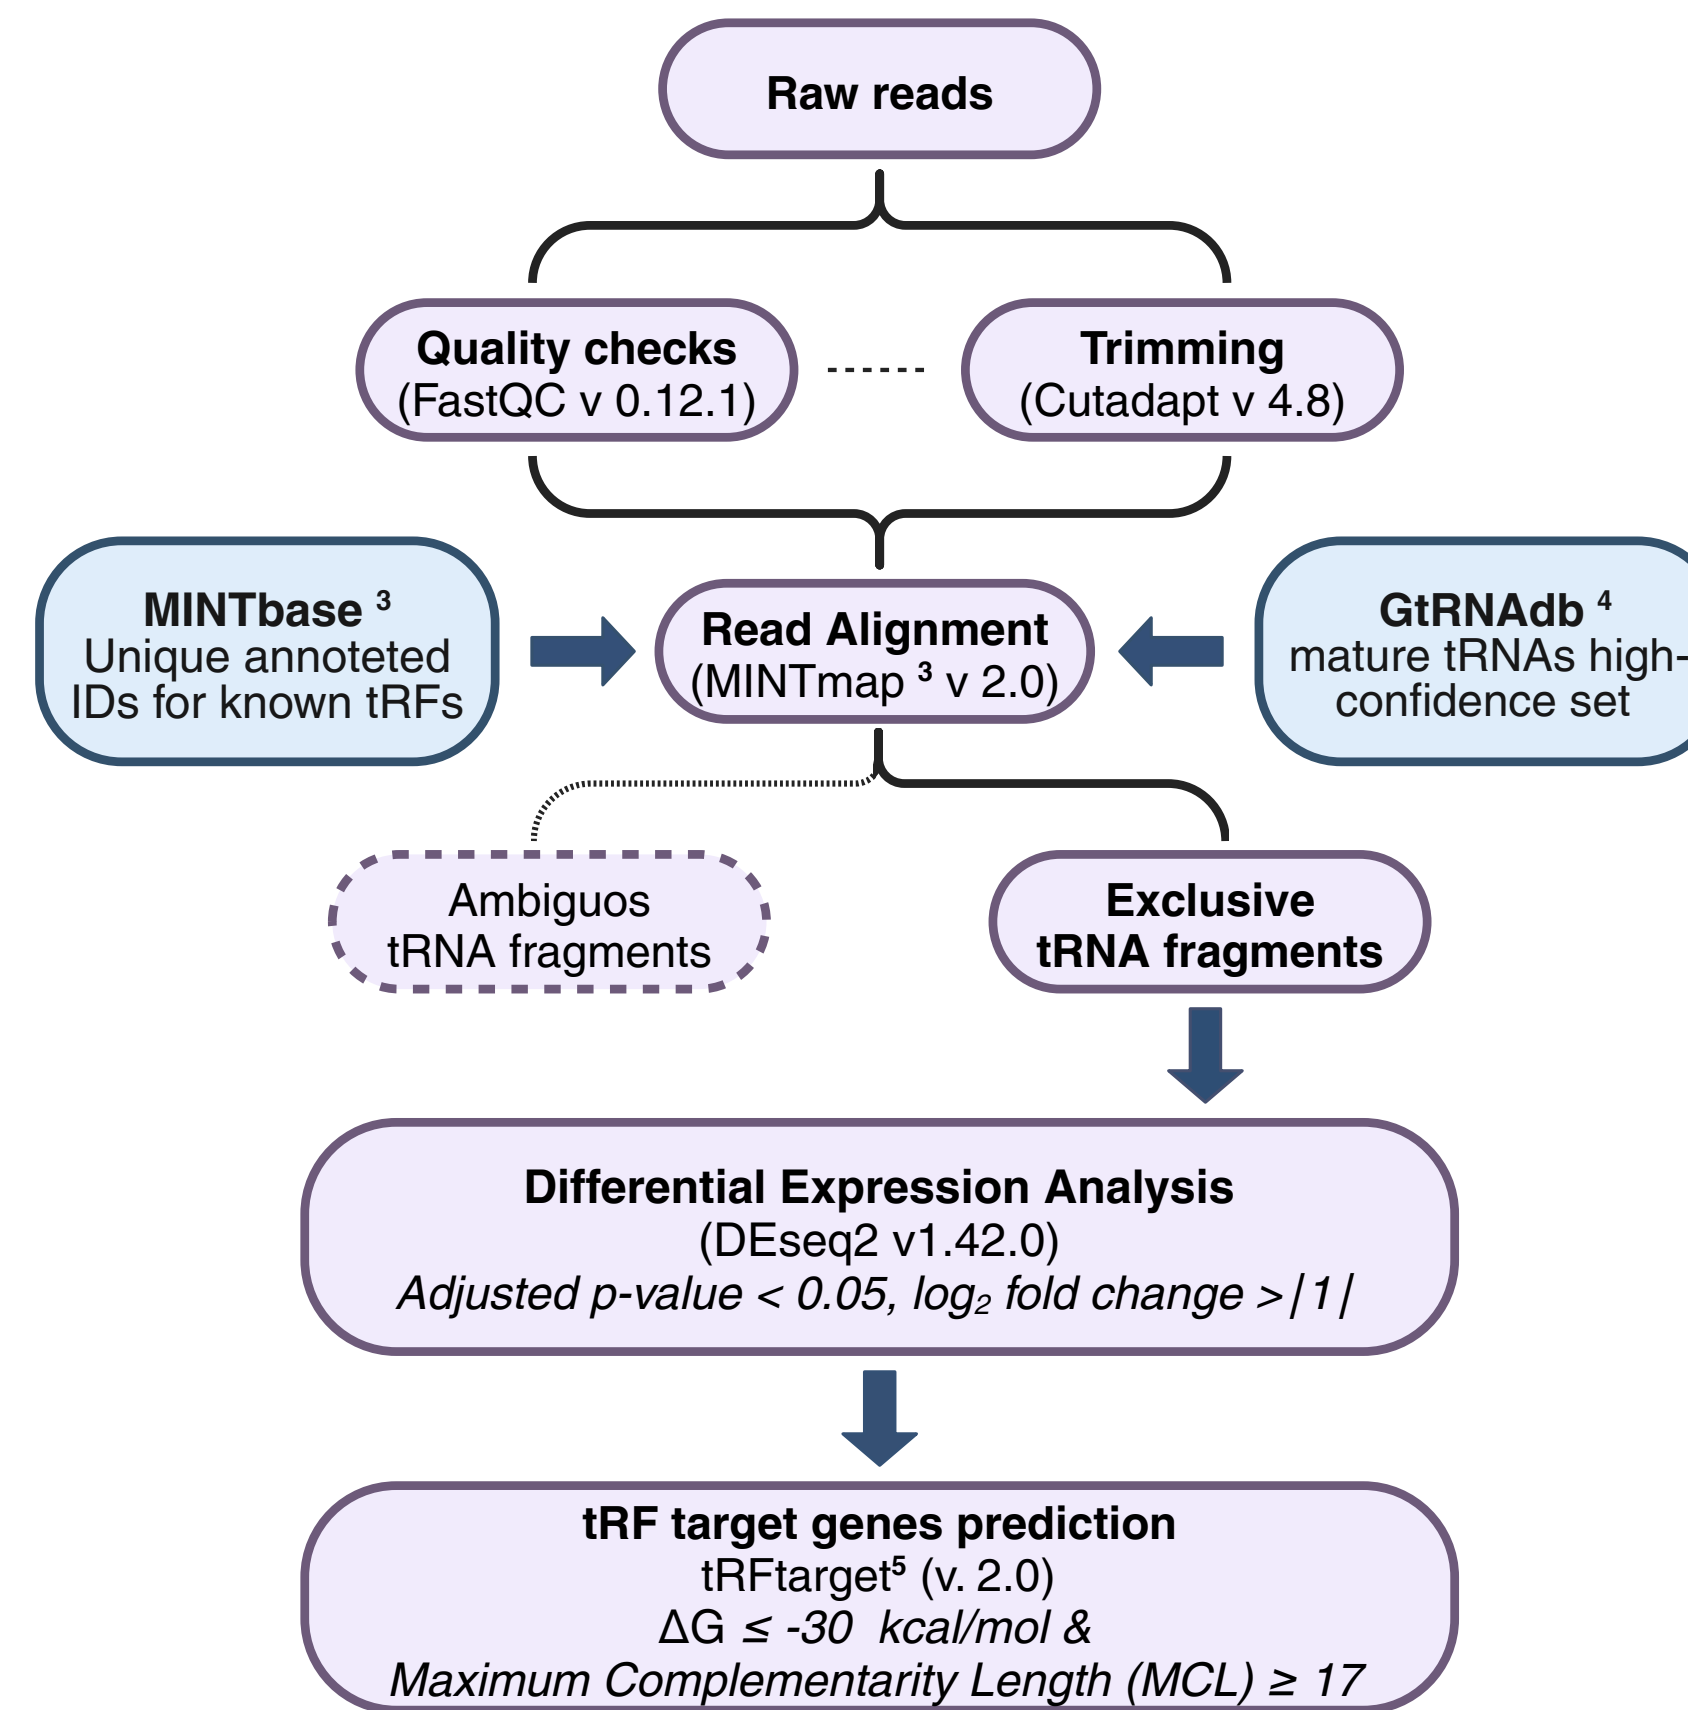 Raw reads
Quality checks
(FastQC v 0.12.1)
Trimming
(Cutadapt v 4.8)
MINTbase ³
Unique annoteted
IDs for known tRFs
Read Alignment
(MINTmap ³ v 2.0)
GtRNAdb ⁴
mature tRNAs high-
confidence set
Ambiguos
tRNA fragments
Exclusive
tRNA fragments
Differential Expression Analysis
(DEseq2 v1.42.0)
Adjusted p-value < 0.05, log₂ fold change >|1|
tRF target genes prediction
tRFtarget⁵ (v. 2.0)
ΔG ≤ -30 kcal/mol &
Maximum Complementarity Length (MCL) ≥ 17